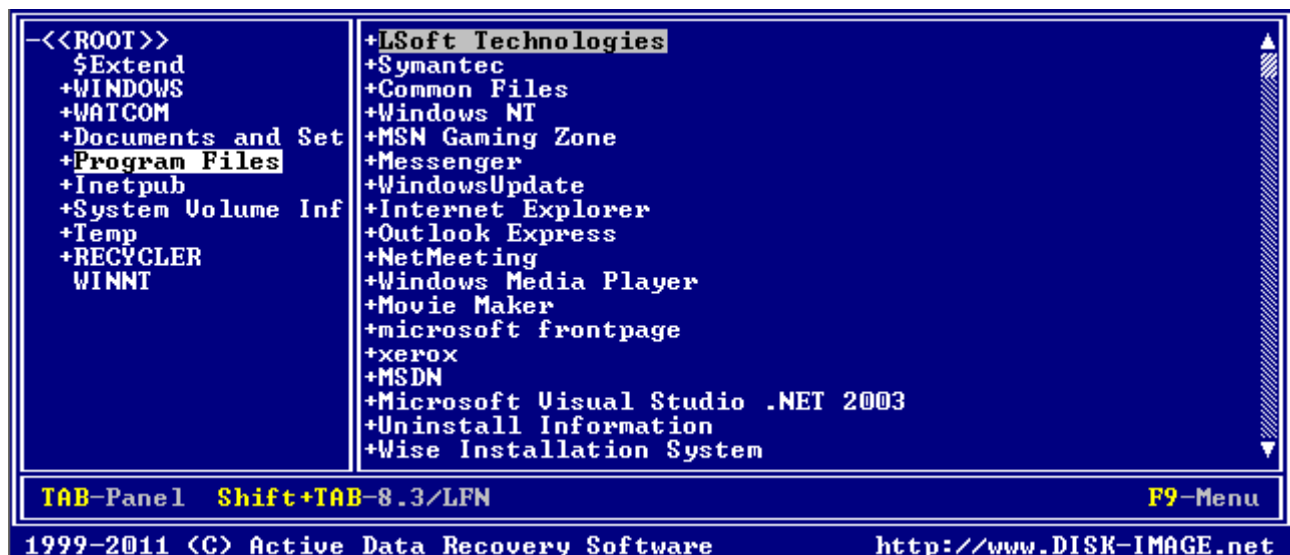 -<<ROOT>>
$Extend
+WINDOWS
+WATCOM
+Documents and Set
+Program Files
+Inetpub
+System Volume Inf
+Temp
+RECYCLER
WINNT
+LSoft Technologies
+Symantec
+Common Files
+Windows NT
+MSN Gaming Zone
+Messenger
+WindowsUpdate
+Internet Explorer
+Outlook Express
+NetMeeting
+Windows Media Player
+Movie Maker
+microsoft frontpage
+xerox
+MSDN
+Microsoft Visual Studio .NET 2003
+Uninstall Information
+Wise Installation System
TAB-Panel Shift+TAB-8.3/LFN F9-Menu
1999-2011 (C) Active Data Recovery Software http://www.DISK-IMAGE.net